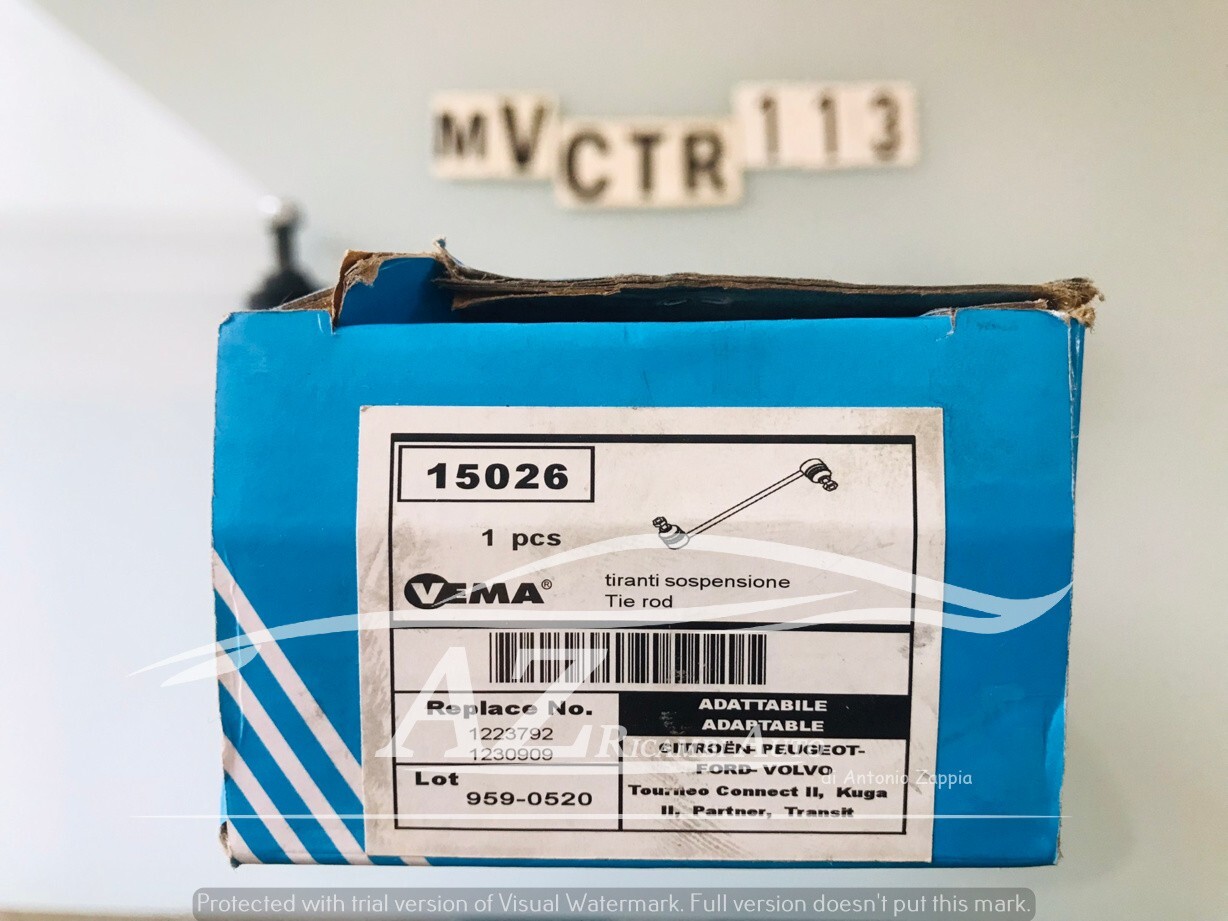 MVCTR113
15026
1 pcs
VEMA®
tiranti sospensione
Tie rod
Replace No.
1223792
1230909
Lot
959-0520
ADATTABILE
ADAPTABLE
CITROËN- PEUGEOT-
FORD- VOLVO
Tourneo Connect II, Kuga
II, Partner, Transit
AZ Ricambi Auto
di Antonio Zappia
Protected with trial version of Visual Watermark. Full version doesn't put this mark.